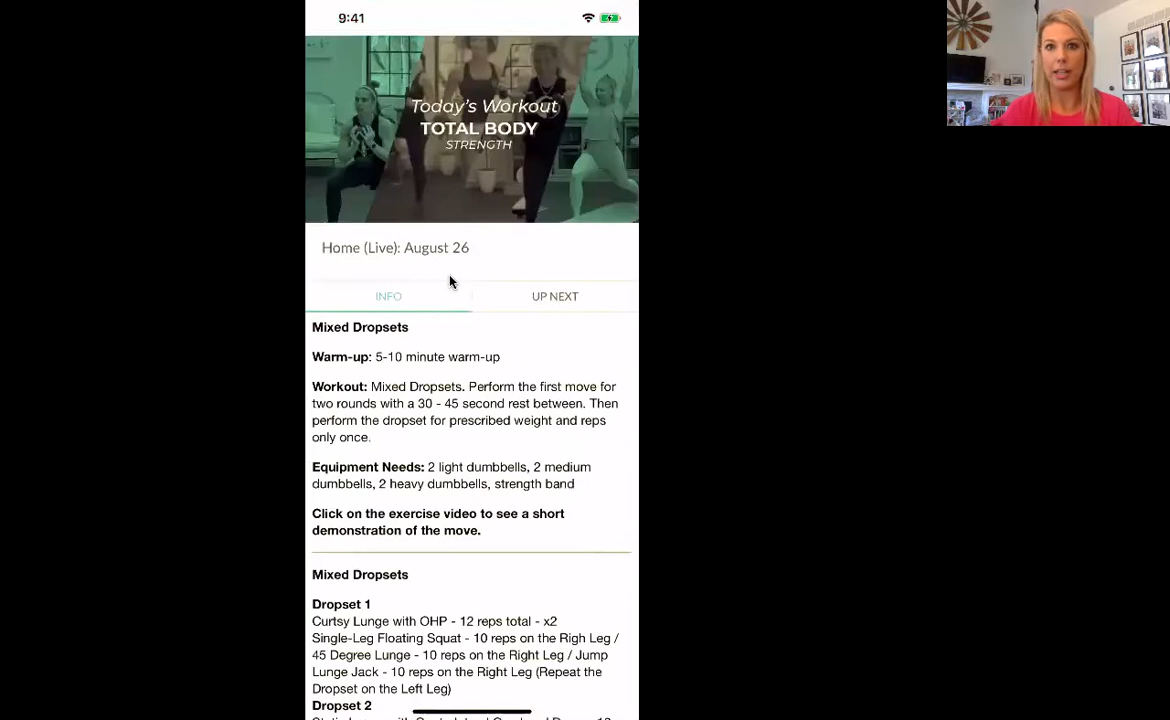 9:41
Today's Workout
TOTAL BODY
STRENGTH
Home (Live): August 26
INFO
UP NEXT
Mixed Dropsets
Warm-up: 5-10 minute warm-up
Workout: Mixed Dropsets. Perform the first move for
two rounds with a 30 - 45 second rest between. Then
perform the dropset for prescribed weight and reps
only once.
Equipment Needs: 2 light dumbbells, 2 medium
dumbbells, 2 heavy dumbbells, strength band
Click on the exercise video to see a short
demonstration of the move.
Mixed Dropsets
Dropset 1
Curtsy Lunge with OHP - 12 reps total - x2
Single-Leg Floating Squat - 10 reps on the Righ Leg /
45 Degree Lunge - 10 reps on the Right Leg / Jump
Lunge Jack - 10 reps on the Right Leg (Repeat the
Dropset on the Left Leg)
Dropset 2